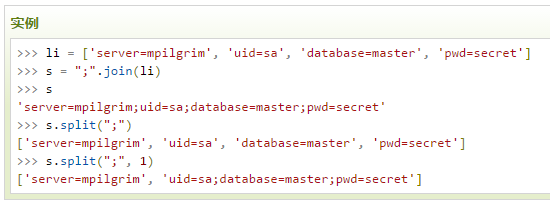 实例
>>> li = ['server=mpilgrim', 'uid=sa', 'database=master', 'pwd=secret']
>>> s = ";".join(li)
>>> s
'server=mpilgrim;uid=sa;database=master;pwd=secret'
>>> s.split(";")
['server=mpilgrim', 'uid=sa', 'database=master', 'pwd=secret']
>>> s.split(";", 1)
['server=mpilgrim', 'uid=sa;database=master;pwd=secret']